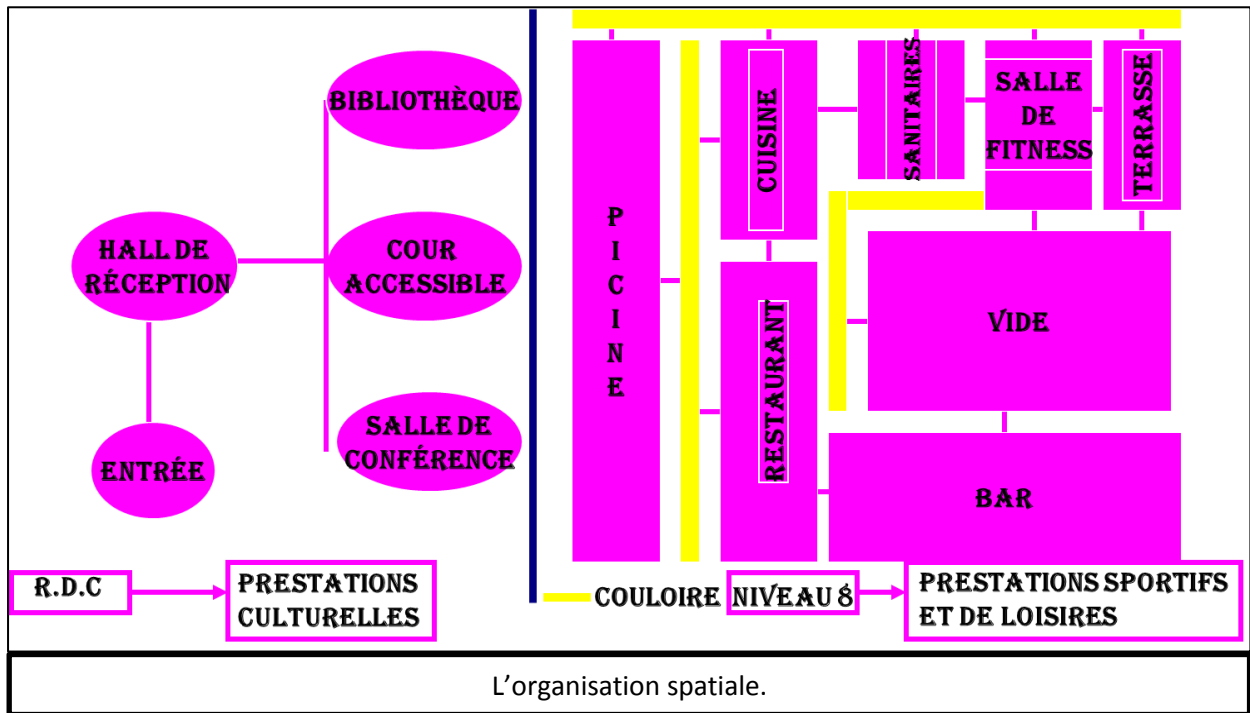 BIBLIOTHÈQUE
HALL DE
RÉCEPTION
COUR
ACCESSIBLE
SALLE DE
CONFÉRENCE
ENTRÉE
R.D.C
PRESTATIONS
CULTURELLES
PICINE
CUISINE
SANITAIRES
SALLE
DE
FITNESS
TERRASSE
RESTAURANT
VIDE
BAR
COULOIRE
NIVEAU 8
PRESTATIONS SPORTIFS
ET DE LOISIRES
L’organisation spatiale.